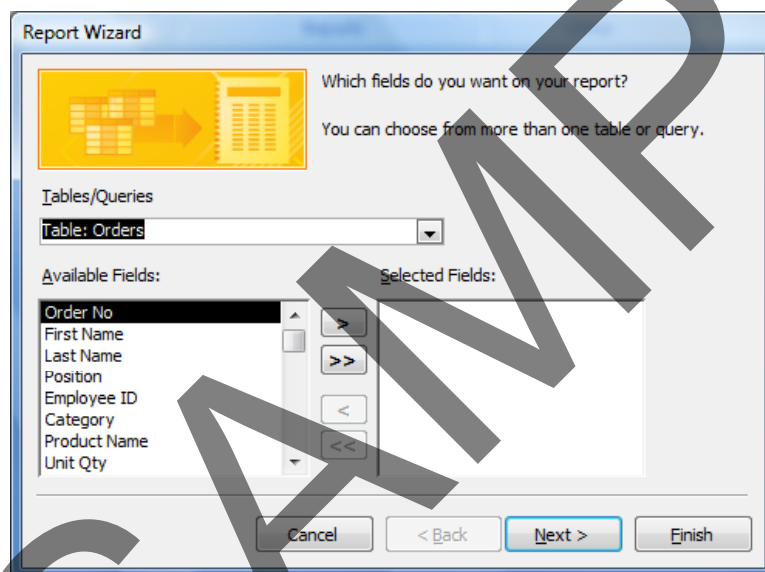 Report Wizard
Which fields do you want on your report?
You can choose from more than one table or query.
Tables/Queries
Table: Orders
Available Fields:
Selected Fields:
Order No
First Name
Last Name
Position
Employee ID
Category
Product Name
Unit Qty
>
>>
<
<<
Cancel
< Back
Next >
Finish